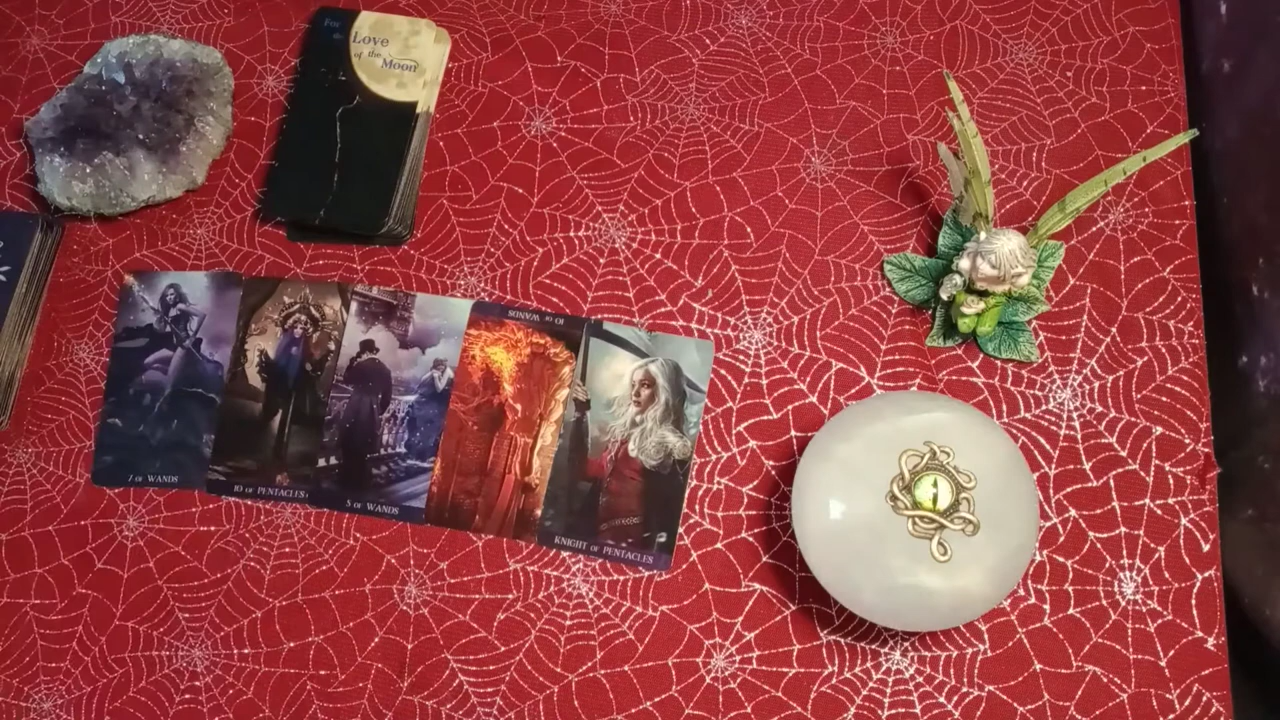 For
Love
of the
Moon
10 OF WANDS
7 OF WANDS
10 OF PENTACLES
5 OF WANDS
KNIGHT OF PENTACLES